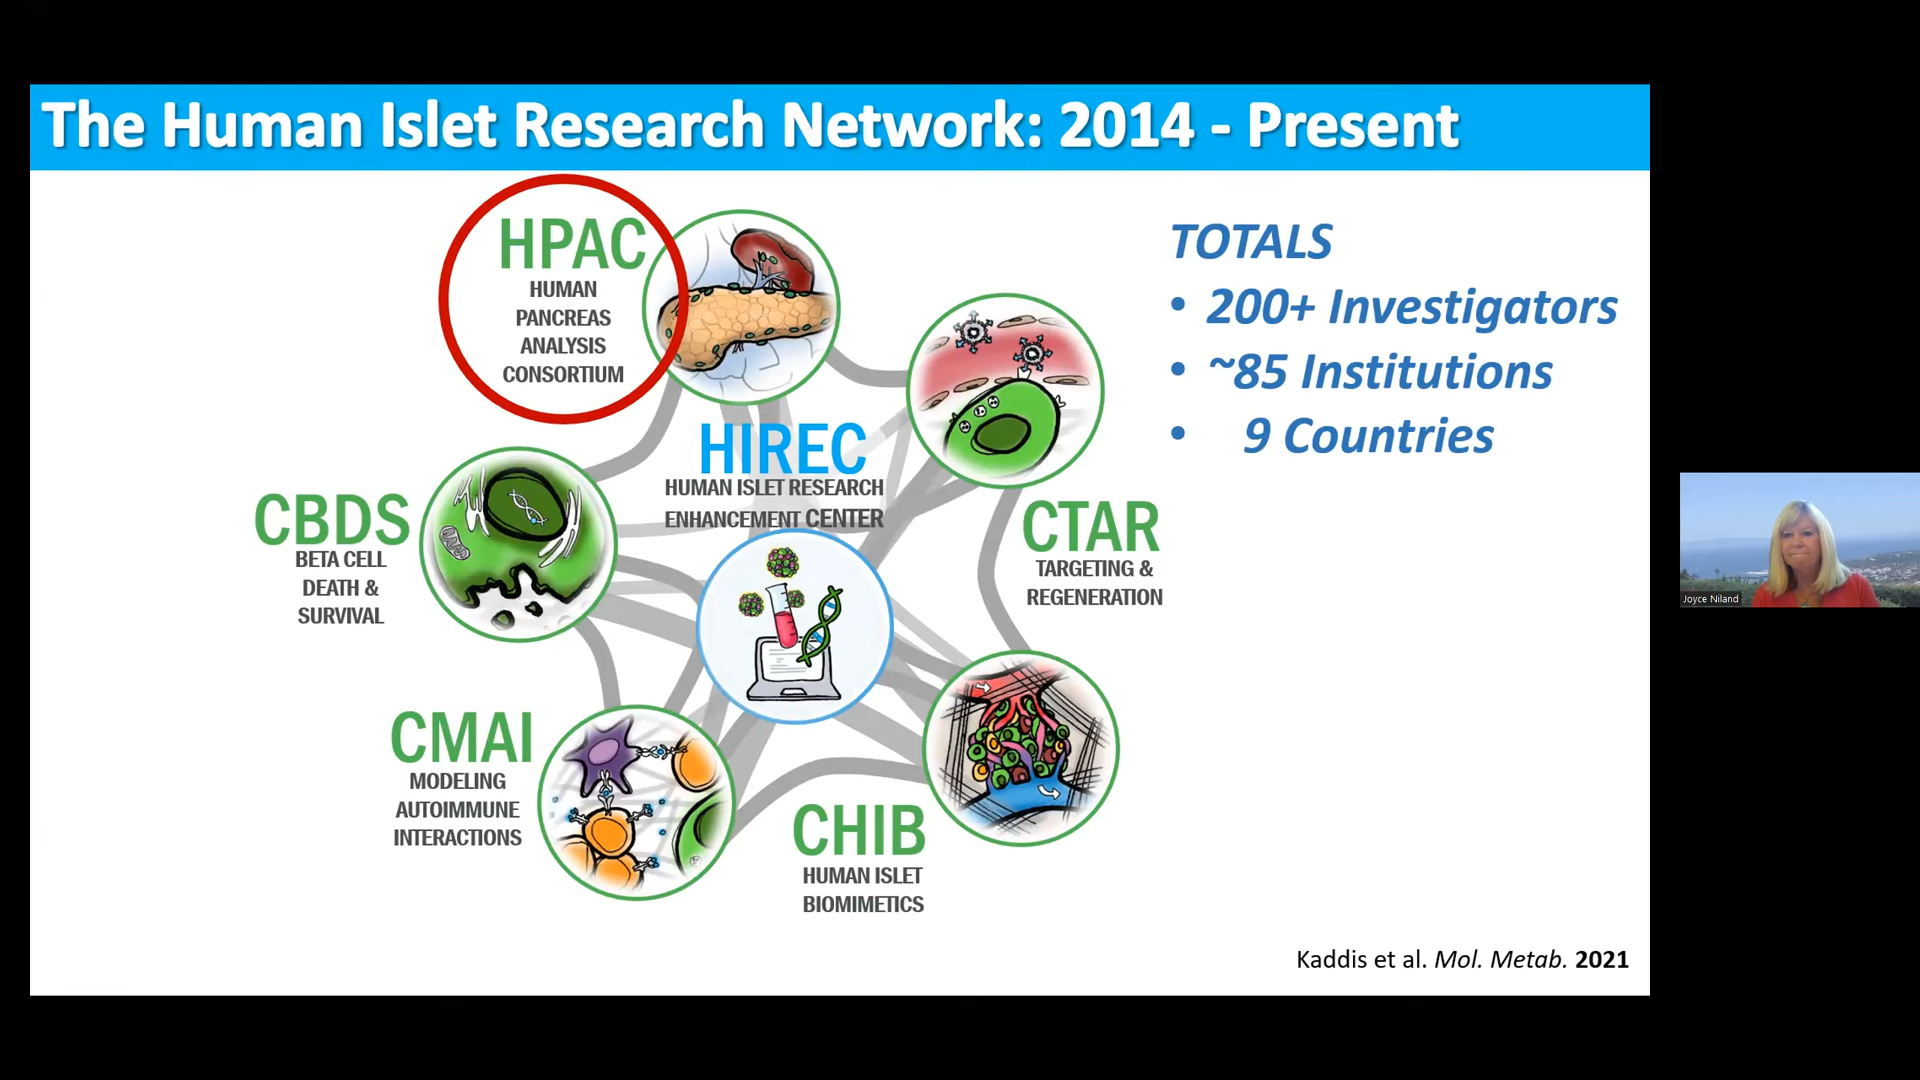 The Human Islet Research Network: 2014 - Present
HPAC
HUMAN
PANCREAS
ANALYSIS
CONSORTIUM
TOTALS
• 200+ Investigators
• ~85 Institutions
• 9 Countries
HIREC
HUMAN ISLET RESEARCH
ENHANCEMENT CENTER
CBDS
BETA CELL
DEATH &
SURVIVAL
CTAR
TARGETING &
REGENERATION
CMAI
MODELING
AUTOIMMUNE
INTERACTIONS
CHIB
HUMAN ISLET
BIOMIMETICS
Kaddis et al. Mol. Metab. 2021
Joyce Niland